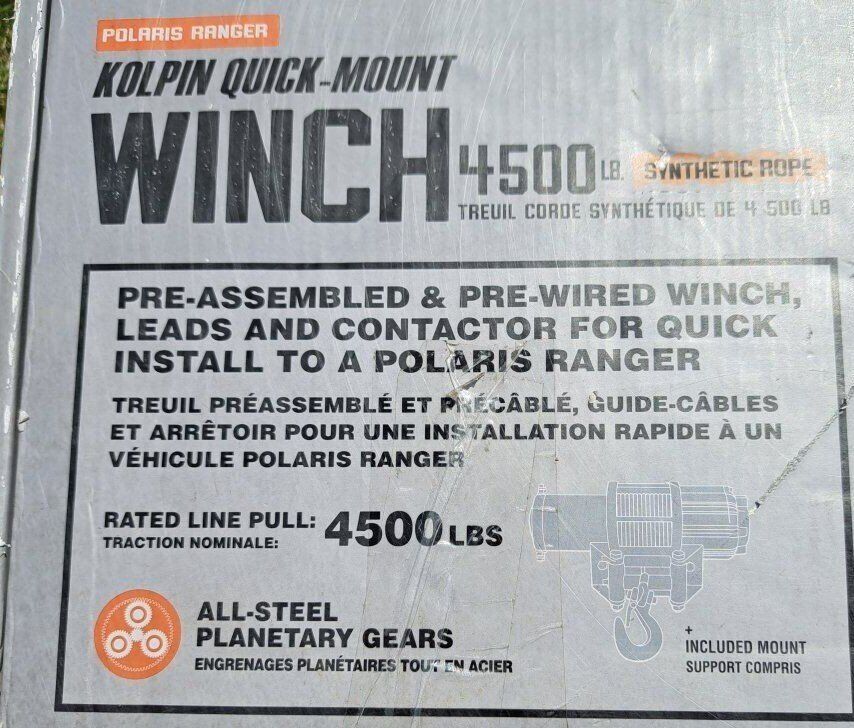 POLARIS RANGER
KOLPIN QUICK-MOUNT
WINCH 4500 LB. SYNTHETIC ROPE
TREUIL CORDE SYNTHÉTIQUE DE 4 500 LB
PRE-ASSEMBLED & PRE-WIRED WINCH,
LEADS AND CONTACTOR FOR QUICK
INSTALL TO A POLARIS RANGER
TREUIL PRÉASSEMBLÉ ET PRÉCÂBLÉ, GUIDE-CÂBLES
ET ARRÊTOIR POUR UNE INSTALLATION RAPIDE À UN
VÉHICULE POLARIS RANGER
RATED LINE PULL: 4500 LBS
TRACTION NOMINALE:
ALL-STEEL
PLANETARY GEARS
ENGRENAGES PLANÉTAIRES TOUT EN ACIER
+
INCLUDED MOUNT
SUPPORT COMPRIS